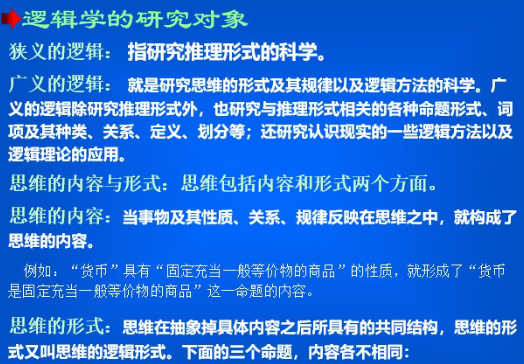 逻辑学的研究对象
狭义的逻辑：指研究推理形式的科学。
广义的逻辑：就是研究思维的形式及其规律以及逻辑方法的科学。广
义的逻辑除研究推理形式外，也研究与推理形式相关的各种命题形式、词
项及其种类、关系、定义、划分等；还研究认识现实的一些逻辑方法以及
逻辑理论的应用。
思维的内容与形式：思维包括内容和形式两个方面。
思维的内容：当事物及其性质、关系、规律反映在思维之中，就构成了
思维的内容。
例如：“货币”具有“固定充当一般等价物的商品”的性质，就形成了“货币
是固定充当一般等价物的商品”这一命题的内容。
思维的形式：思维在抽象掉具体内容之后所具有的共同结构，思维的形
式又叫思维的逻辑形式。下面的三个命题，内容各不相同：